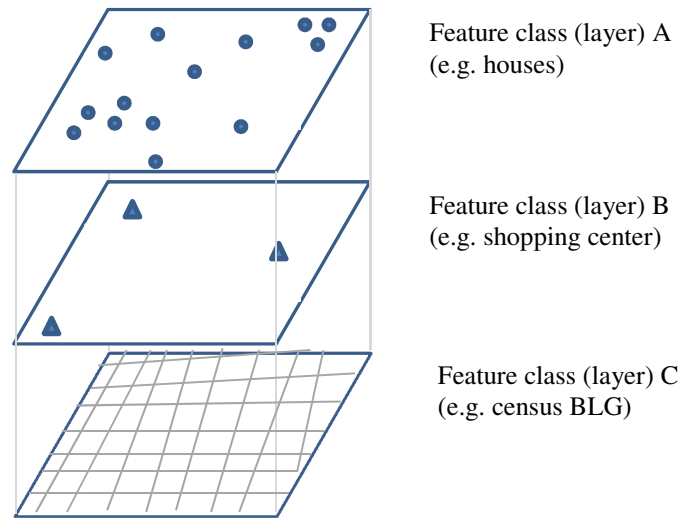 Feature class (layer) A
(e.g. houses)
Feature class (layer) B
(e.g. shopping center)
Feature class (layer) C
(e.g. census BLG)